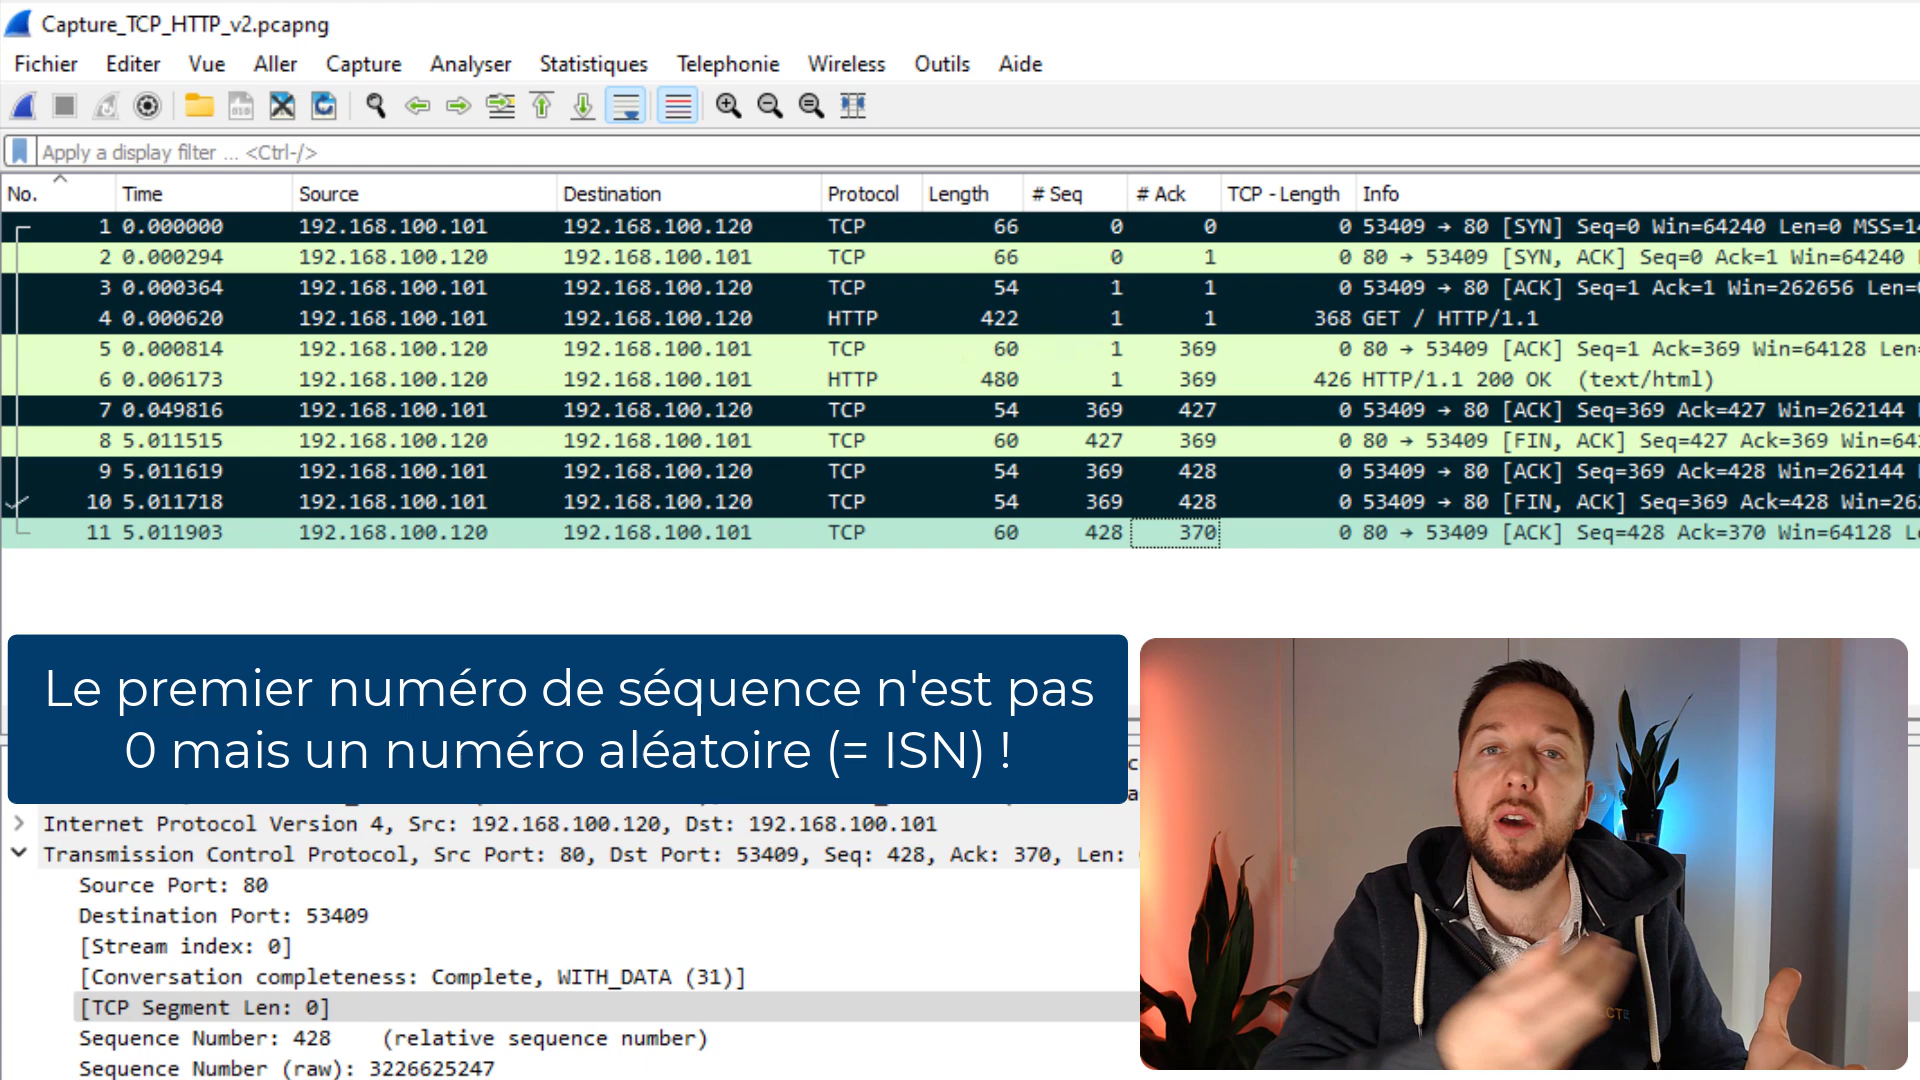 Capture_TCP_HTTP_v2.pcapng
Fichier Editer Vue Aller Capture Analyser Statistiques Telephonie Wireless Outils Aide
Apply a display filter ... <Ctrl-/>
No. Time Source Destination Protocol Length # Seq # Ack TCP - Length Info
1 0.000000 192.168.100.101 192.168.100.120 TCP 66 0 0 0 53409 → 80 [SYN] Seq=0 Win=64240 Len=0 MSS=14
2 0.000294 192.168.100.120 192.168.100.101 TCP 66 0 1 0 80 → 53409 [SYN, ACK] Seq=0 Ack=1 Win=64240
3 0.000364 192.168.100.101 192.168.100.120 TCP 54 1 1 0 53409 → 80 [ACK] Seq=1 Ack=1 Win=262656 Len=0
4 0.000620 192.168.100.101 192.168.100.120 HTTP 422 1 1 368 GET / HTTP/1.1
5 0.000814 192.168.100.120 192.168.100.101 TCP 60 1 369 0 80 → 53409 [ACK] Seq=1 Ack=369 Win=64128 Len=
6 0.006173 192.168.100.120 192.168.100.101 HTTP 480 1 369 426 HTTP/1.1 200 OK (text/html)
7 0.049816 192.168.100.101 192.168.100.120 TCP 54 369 427 0 53409 → 80 [ACK] Seq=369 Ack=427 Win=262144
8 5.011515 192.168.100.120 192.168.100.101 TCP 60 427 369 0 80 → 53409 [FIN, ACK] Seq=427 Ack=369 Win=641
9 5.011619 192.168.100.101 192.168.100.120 TCP 54 369 428 0 53409 → 80 [ACK] Seq=369 Ack=428 Win=262144
10 5.011718 192.168.100.101 192.168.100.120 TCP 54 369 428 0 53409 → 80 [FIN, ACK] Seq=369 Ack=428 Win=262
11 5.011903 192.168.100.120 192.168.100.101 TCP 60 428 370 0 80 → 53409 [ACK] Seq=428 Ack=370 Win=64128 Le
Le premier numéro de séquence n'est pas
0 mais un numéro aléatoire (= ISN) !
Internet Protocol Version 4, Src: 192.168.100.120, Dst: 192.168.100.101
Transmission Control Protocol, Src Port: 80, Dst Port: 53409, Seq: 428, Ack: 370, Len:
Source Port: 80
Destination Port: 53409
[Stream index: 0]
[Conversation completeness: Complete, WITH_DATA (31)]
[TCP Segment Len: 0]
Sequence Number: 428 (relative sequence number)
Sequence Number (raw): 3226625247